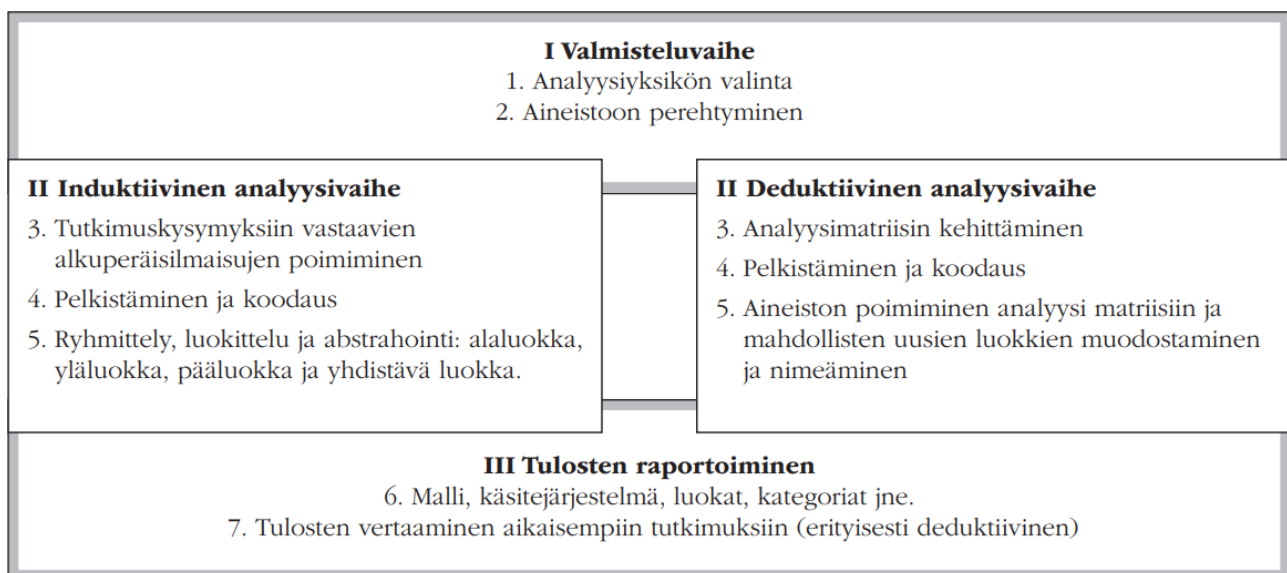 I Valmisteluvaihe
1. Analyysiyksikön valinta
2. Aineistoon perehtyminen
II Induktiivinen analyysivaihe
3. Tutkimuskysymyksiin vastaavien
alkuperäisilmaisujen poimiminen
4. Pelkistäminen ja koodaus
5. Ryhmittely, luokittelu ja abstrahointi: alaluokka,
yläluokka, pääluokka ja yhdistävä luokka.
II Deduktiivinen analyysivaihe
3. Analyysimatriisin kehittäminen
4. Pelkistäminen ja koodaus
5. Aineiston poimiminen analyysi matriisiin ja
mahdollisten uusien luokkien muodostaminen
ja nimeäminen
III Tulosten raportoiminen
6. Malli, käsitejärjestelmä, luokat, kategoriat jne.
7. Tulosten vertaaminen aikaisempiin tutkimuksiin (erityisesti deduktiivinen)